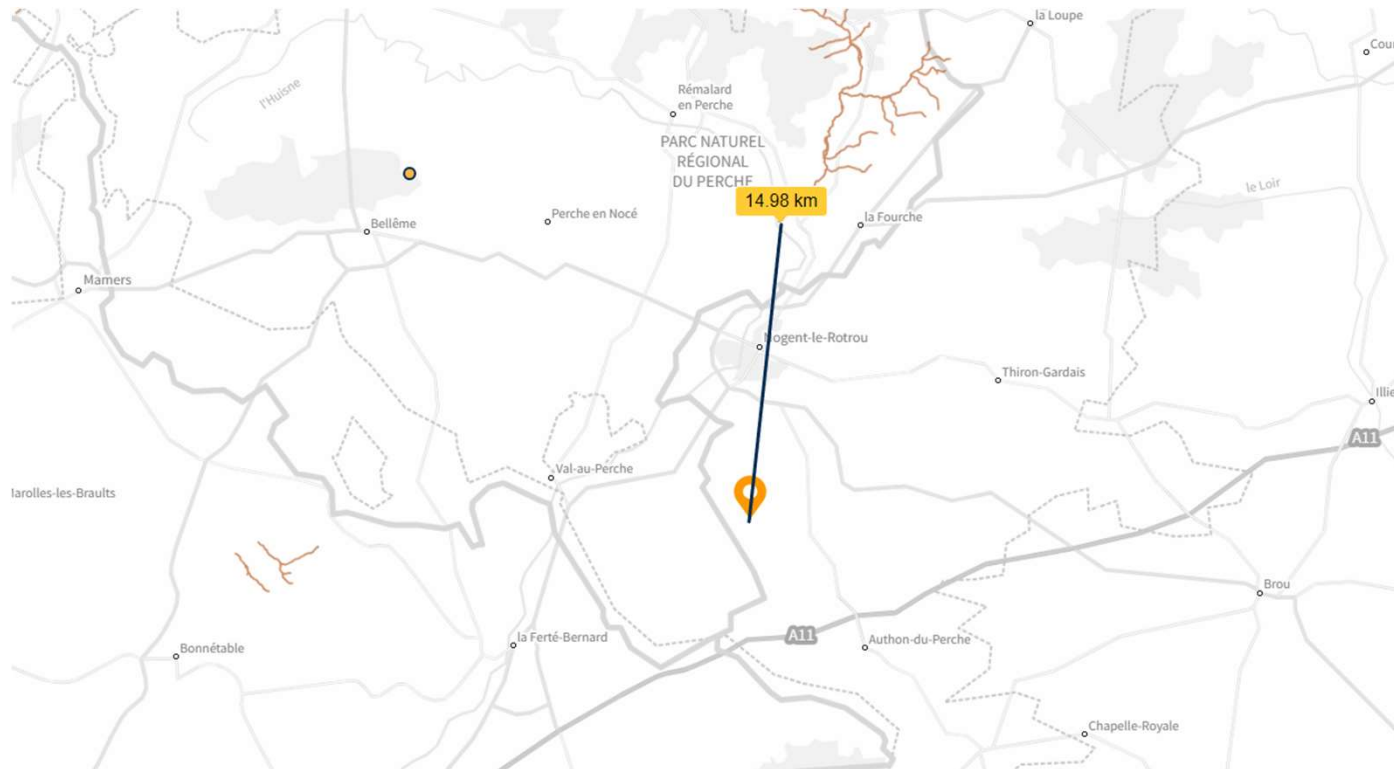 la Loupe
Cour
l'Huisne
Rémalard
en Perche
PARC NATUREL
RÉGIONAL
DU PERCHE
14.98 km
le Loir
Perche en Nocé
la Fourche
Bellême
Mamers
Nogent-le-Rotrou
Thiron-Gardais
Illie
A11
Val-au-Perche
Marolles-les-Braults
Brou
A11
la Ferté-Bernard
Authon-du-Perche
Bonnétable
Chapelle-Royale